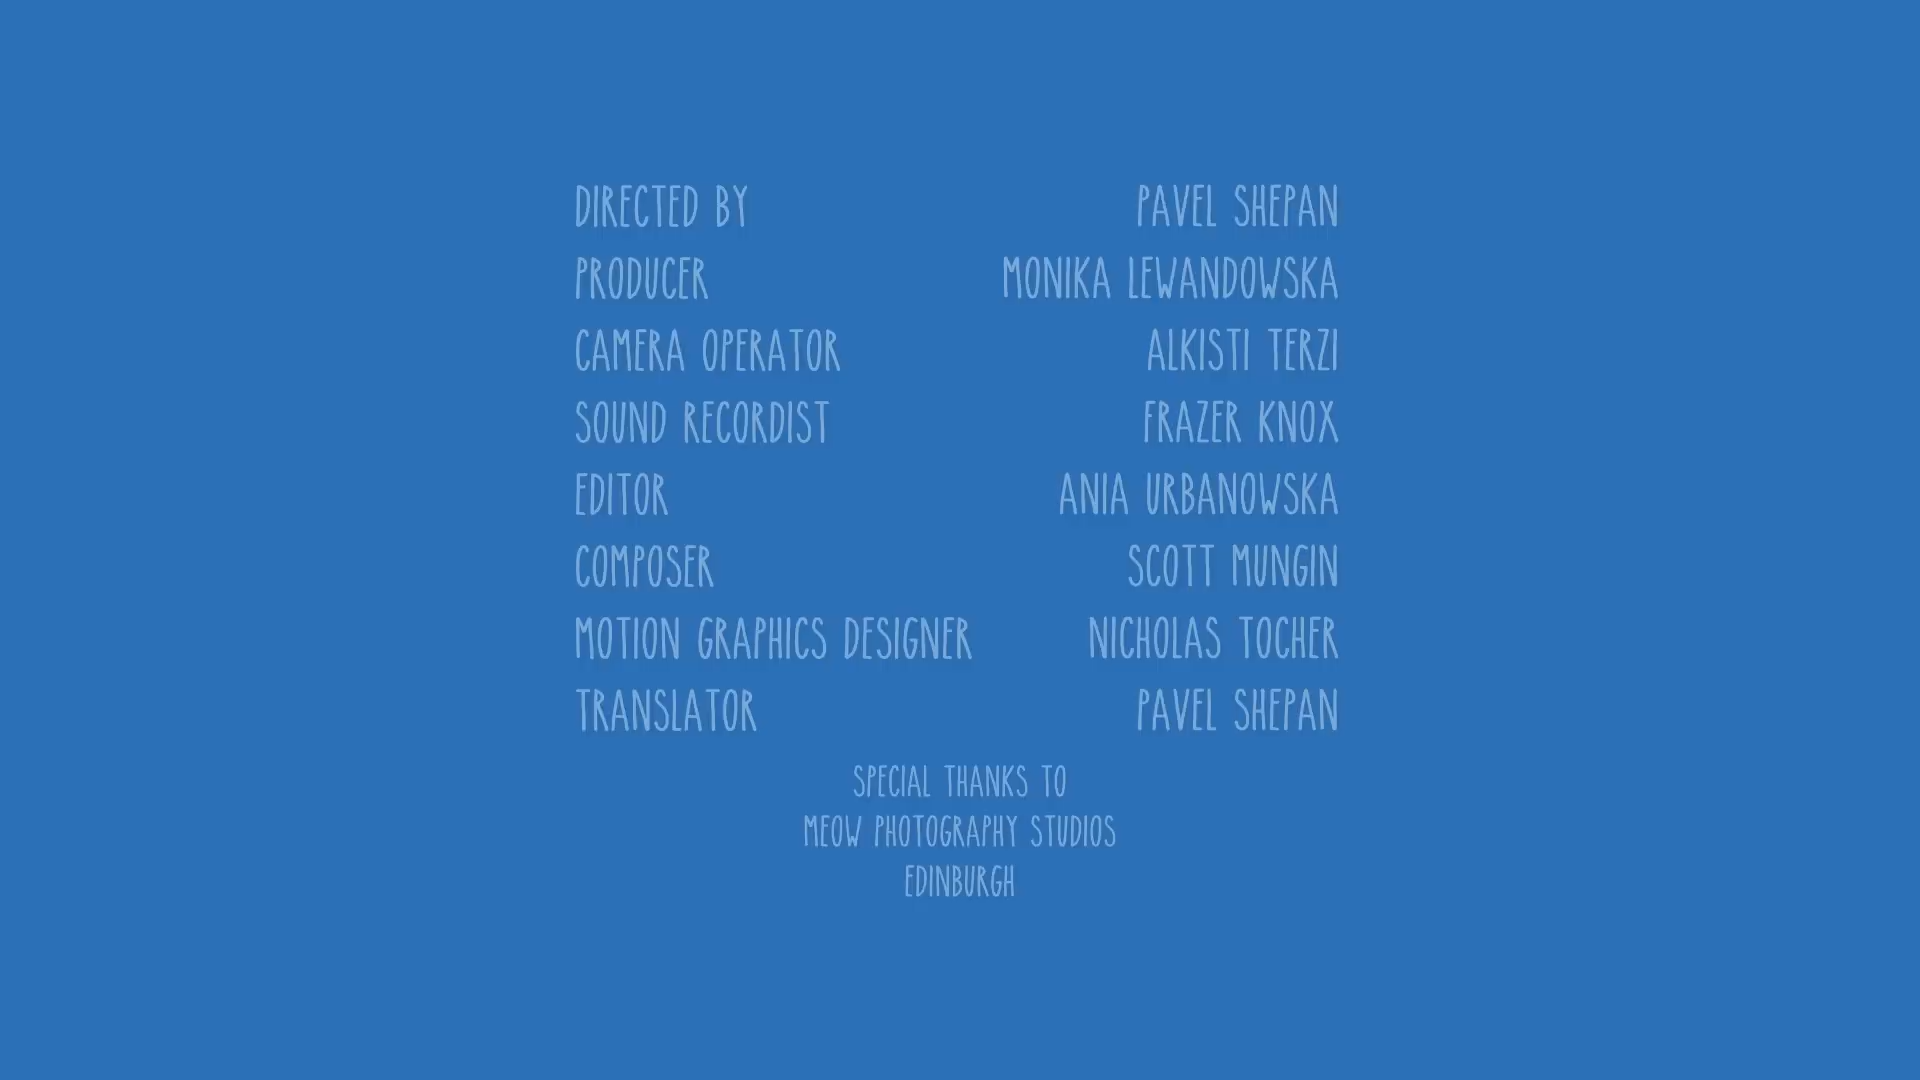 DIRECTED BY PAVEL SHEPAN
PRODUCER MONIKA LEWANDOWSKA
CAMERA OPERATOR ALKISTI TERZI
SOUND RECORDIST FRAZER KNOX
EDITOR ANIA URBANOWSKA
COMPOSER SCOTT MUNGIN
MOTION GRAPHICS DESIGNER NICHOLAS TOCHER
TRANSLATOR PAVEL SHEPAN
SPECIAL THANKS TO
MEOW PHOTOGRAPHY STUDIOS
EDINBURGH